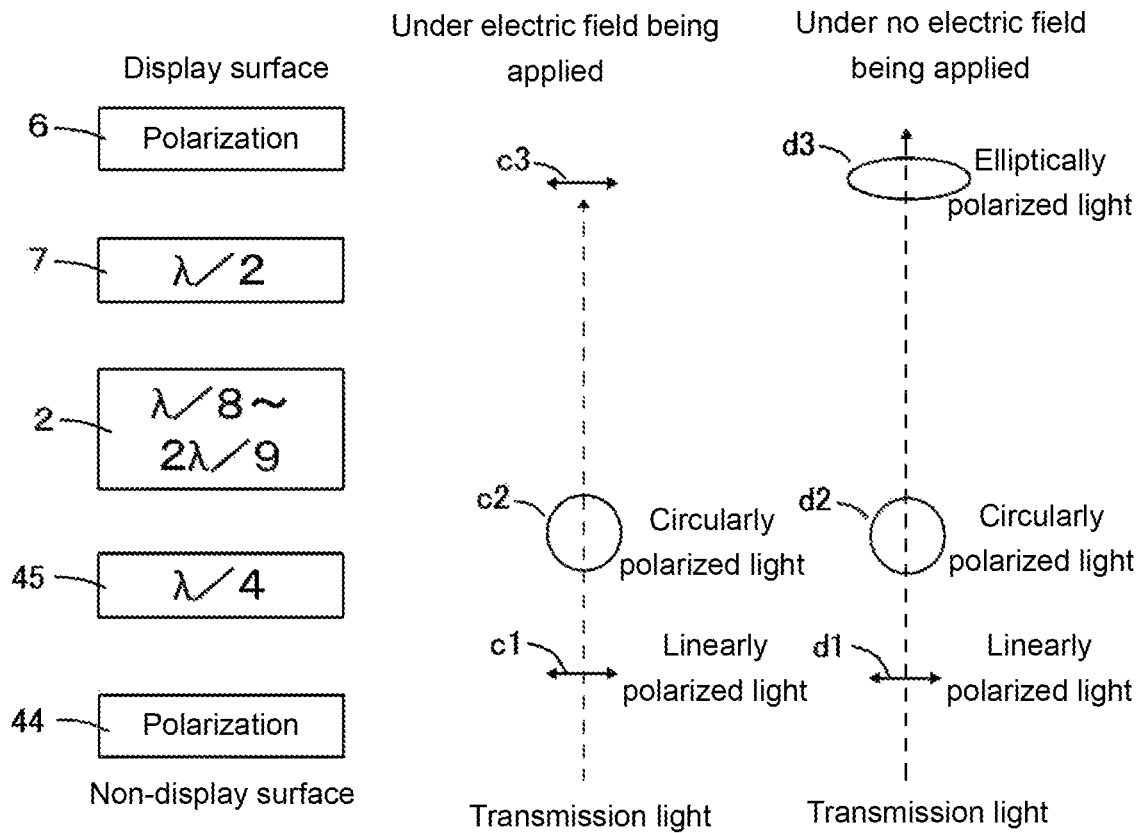 Under electric field being
applied
Under no electric field
being applied
Display surface
6
Polarization
c3
d3
Elliptically
polarized light
7
λ/2
2
λ/8~
2λ/9
c2
Circularly
polarized light
d2
Circularly
polarized light
45
λ/4
c1
Linearly
polarized light
d1
Linearly
polarized light
44
Polarization
Non-display surface
Transmission light
Transmission light